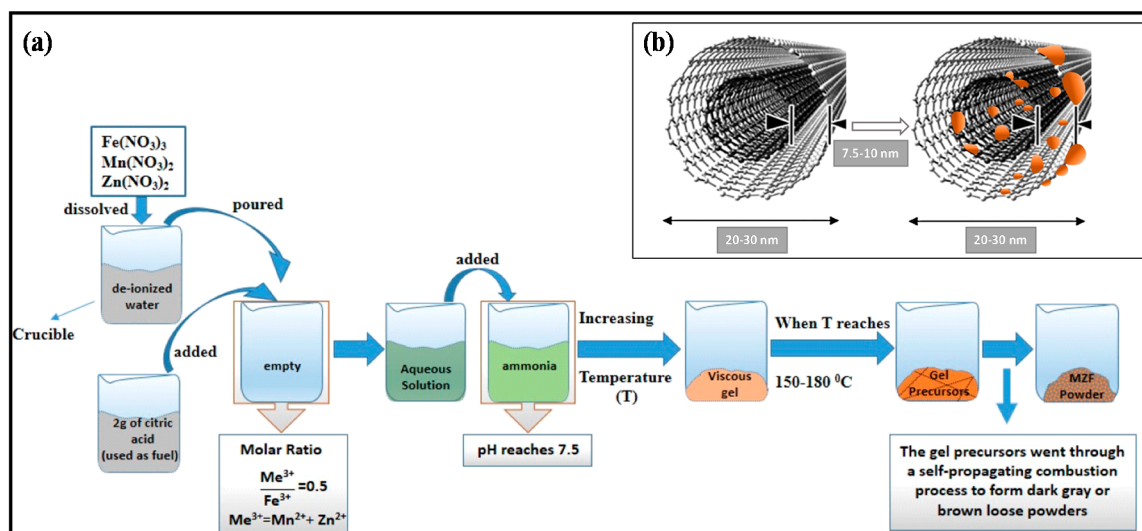 (a)
Fe(NO₃)₃
Mn(NO₃)₂
Zn(NO₃)₂
dissolved
poured
de-ionized
water
Crucible
added
2g of citric
acid
(used as fuel)
empty
Molar Ratio
Me³⁺
Fe³⁺
=0.5
Me³⁺=Mn²⁺+ Zn²⁺
Aqueous
Solution
added
ammonia
pH reaches 7.5
Increasing
Temperature
(T)
Viscous
gel
When T reaches
150-180 ⁰C
Gel
Precursors
MZF
Powder
The gel precursors went through
a self-propagating combustion
process to form dark gray or
brown loose powders
(b)
7.5-10 nm
20-30 nm
20-30 nm